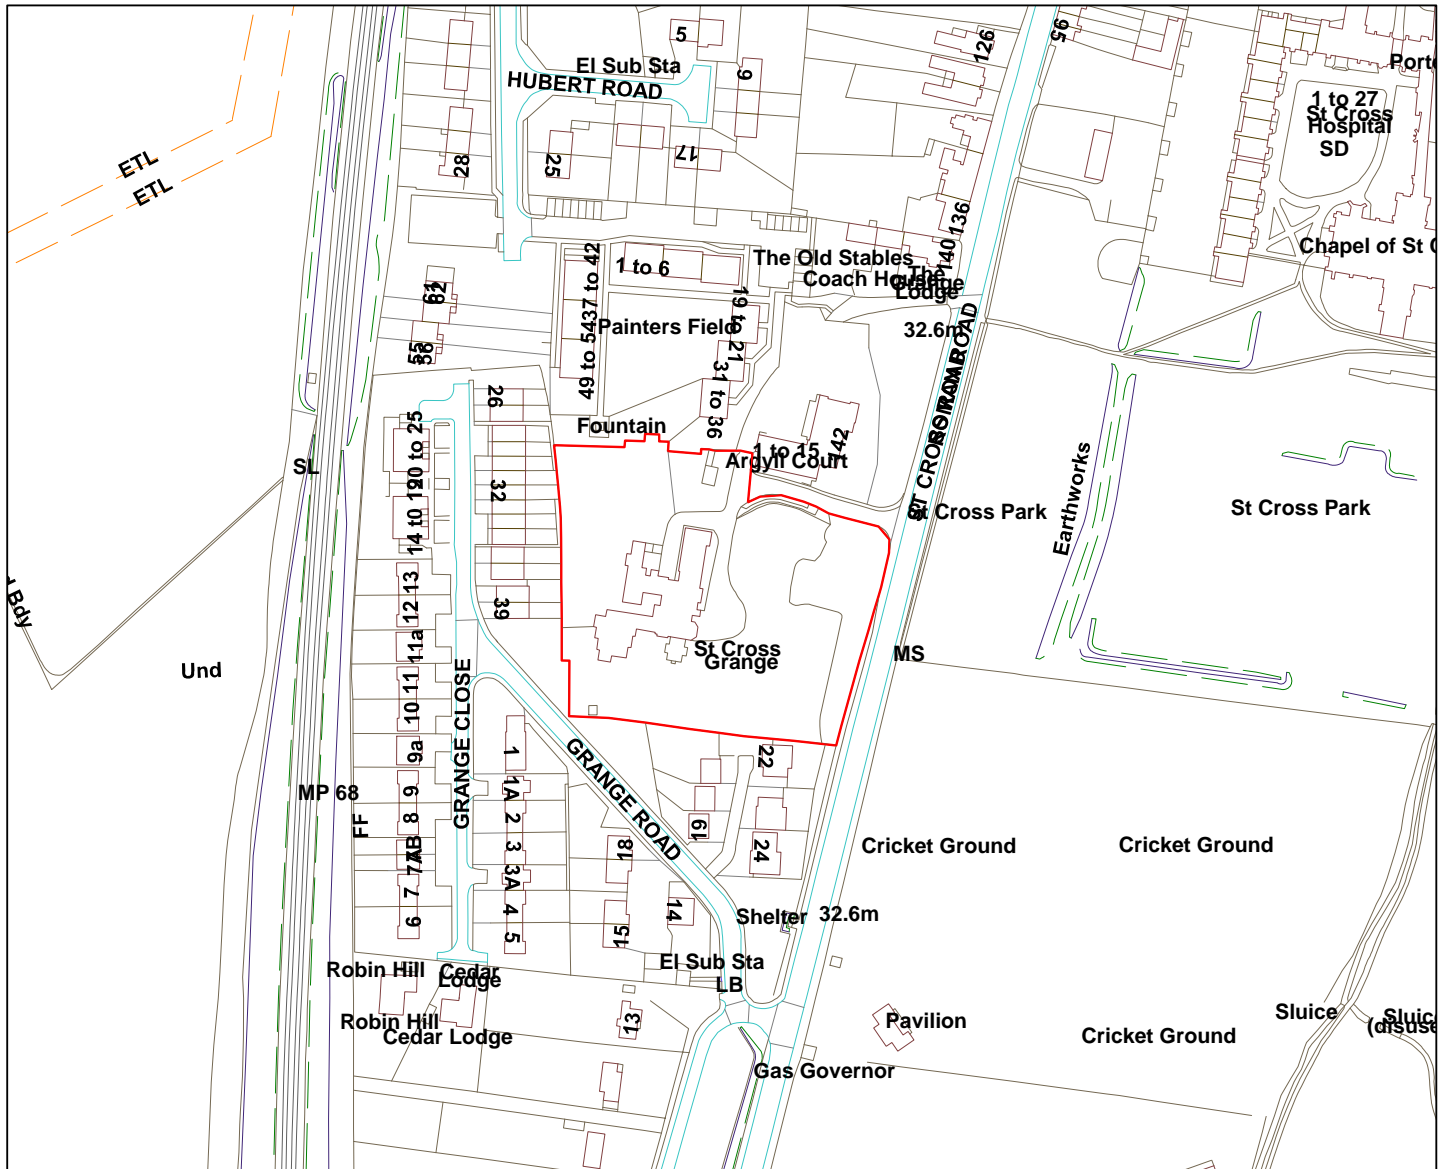 5
126
95
El Sub Sta
HUBERT ROAD
9
1 to 27
St Cross
Hospital
SD
ETL
ETL
28
25
17
136
140
The Old Stables
Coach House
The
Grange
Lodge
Chapel of St C
61
62
1 to 6
37 to 42
49 to 54
Painters Field
19 to 21
32.6m
55
56
31 to 36
ST CROSS ROAD
ROMAN ROAD
26
Fountain
20 to 25
1 to 15
Argyll Court
142
SL
32
14 to 19
St Cross Park
Earthworks
St Cross Park
Bdy
13
12
39
11a
Und
St Cross
Grange
MS
11
10
GRANGE CLOSE
9a
1
22
GRANGE ROAD
MP 68
9
1A
8
2
FF
19
7AB
3
18
24
Cricket Ground
Cricket Ground
7
3A
6
4
5
14
15
Shelter
32.6m
El Sub Sta
LB
Robin Hill
Cedar
Lodge
Robin Hill
Cedar Lodge
13
Pavilion
Cricket Ground
Sluice
Gas Governor